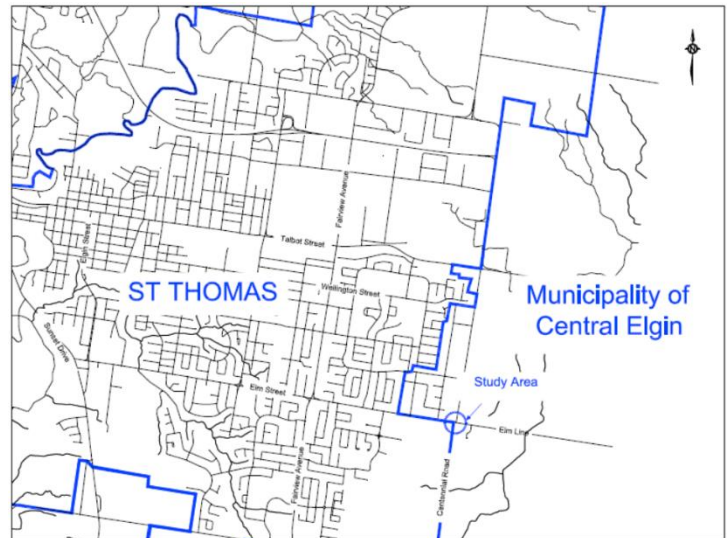 Fairview Avenue
Elgin Street
Talbot Street
ST THOMAS
Wellington Street
Municipality of
Central Elgin
Sunset Drive
Study Area
Elm Street
Elm Line
Fairview Avenue
Centennial Road